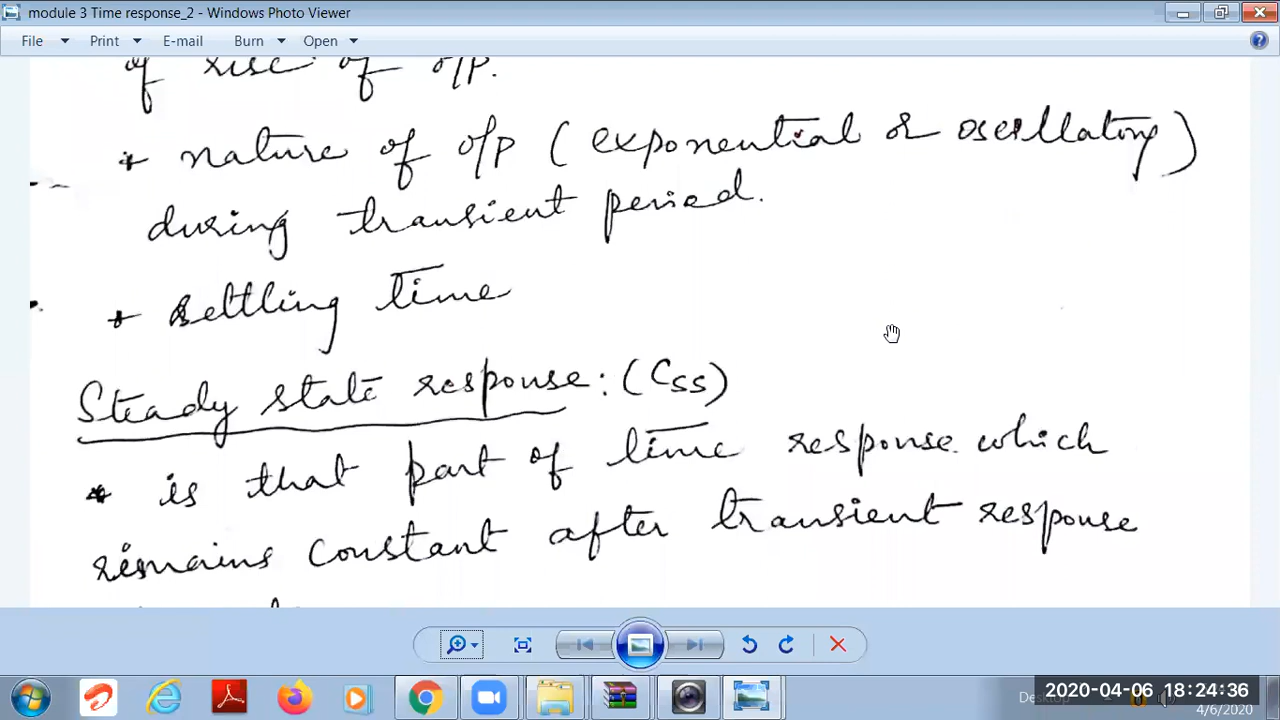 module 3 Time response_2 - Windows Photo Viewer
File Print E-mail Burn Open
of rise of o/p.
* nature of o/p (exponential or oscillatory)
during transient period.
* settling time
Steady state response: (Css)
* is that part of time response which
remains constant after transient response
Desktop
2020-04-06 18:24:36
4/6/2020